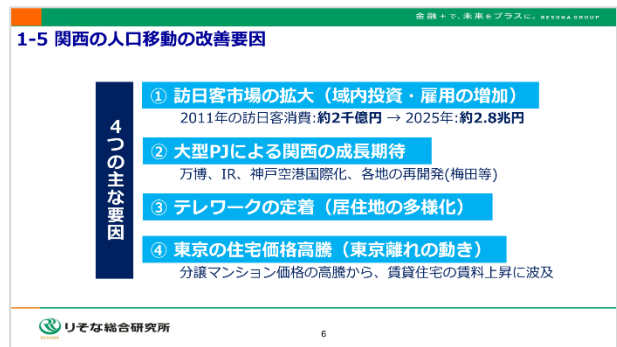 金融+で、未来をプラスに。 RESONA GROUP
1-5 関西の人口移動の改善要因
4つの主な要因
① 訪日客市場の拡大（域内投資・雇用の増加）
2011年の訪日客消費:約2千億円 → 2025年:約2.8兆円
② 大型PJによる関西の成長期待
万博、IR、神戸空港国際化、各地の再開発(梅田等)
③ テレワークの定着（居住地の多様化）
④ 東京の住宅価格高騰（東京離れの動き）
分譲マンション価格の高騰から、賃貸住宅の賃料上昇に波及
RESONA
りそな総合研究所
6